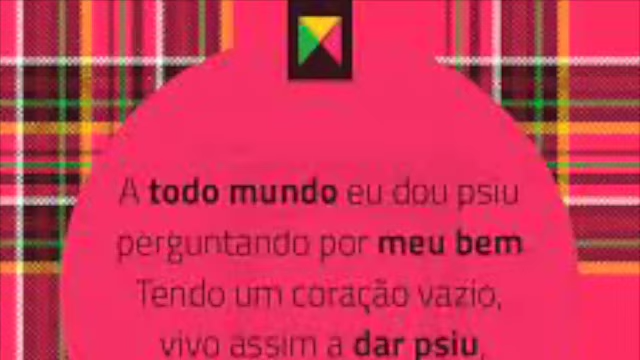 A todo mundo eu dou psiu
perguntando por meu bem
Tendo um coração vazio,
vivo assim a dar psiu,